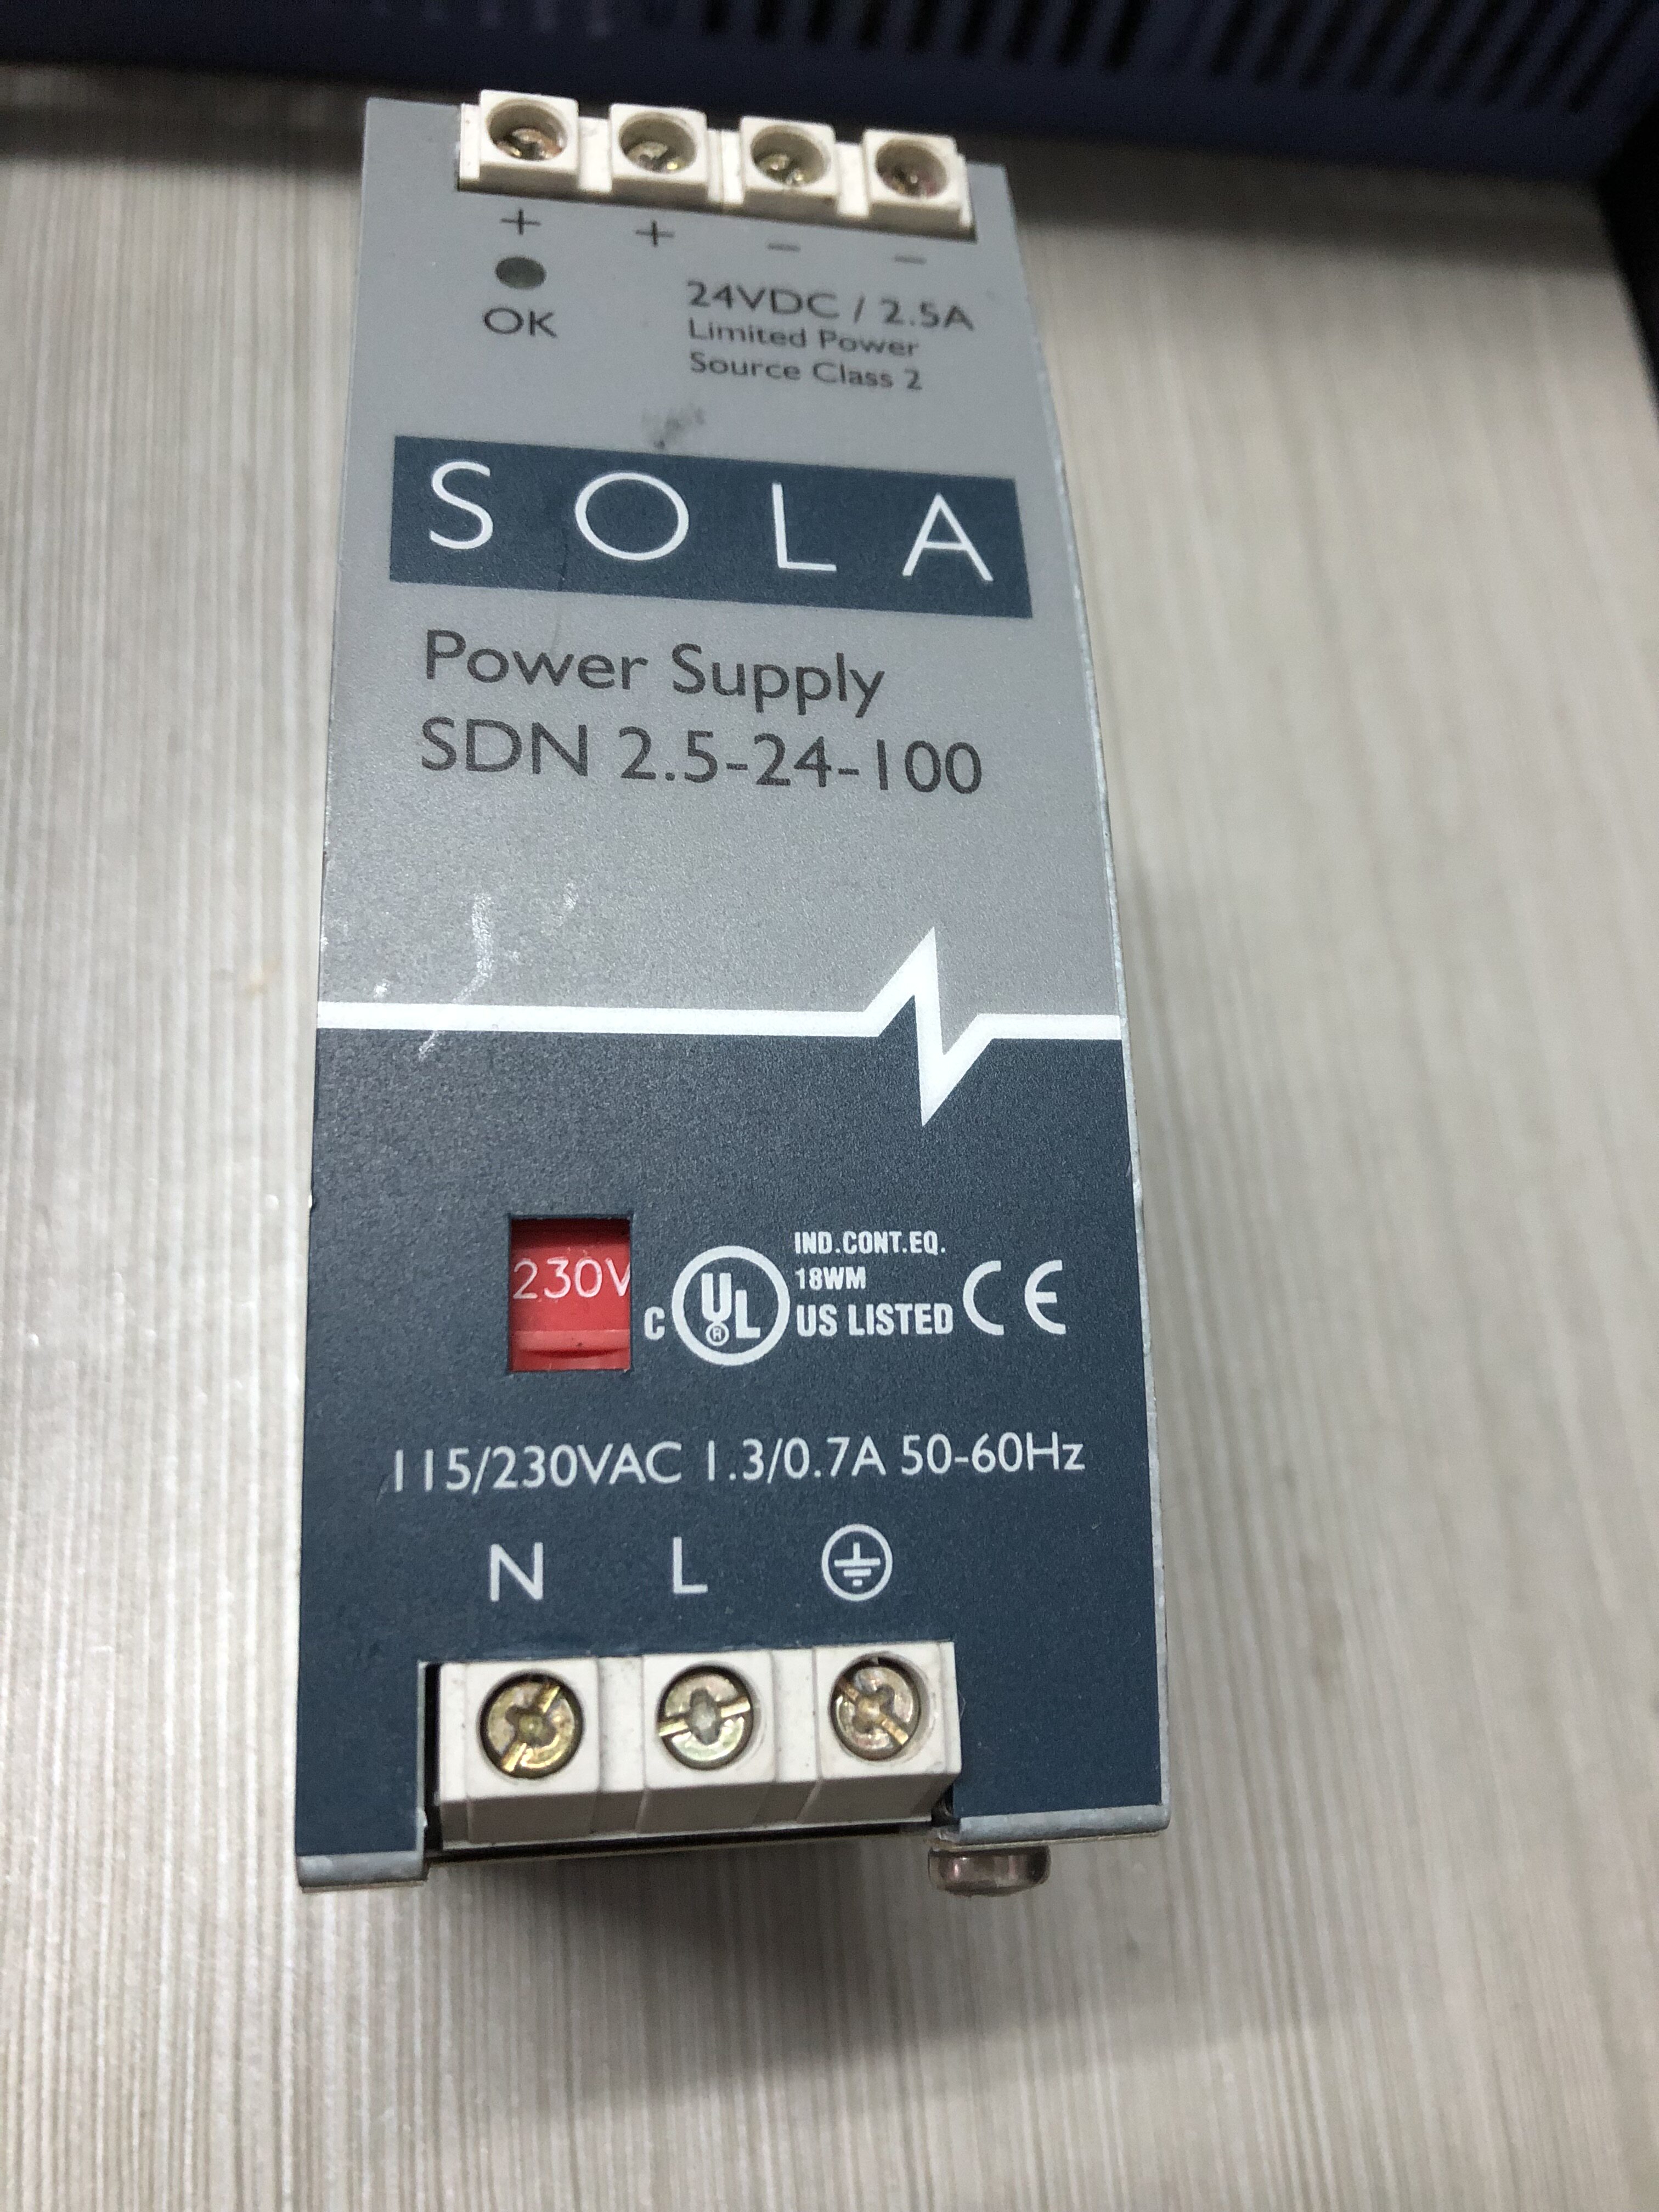 + + − −
OK
24VDC / 2.5A
Limited Power
Source Class 2
SOLA
Power Supply
SDN 2.5-24-100
230V
C UL ® US LISTED
IND.CONT.EQ.
18WM
CE
115/230VAC 1.3/0.7A 50-60Hz
N L